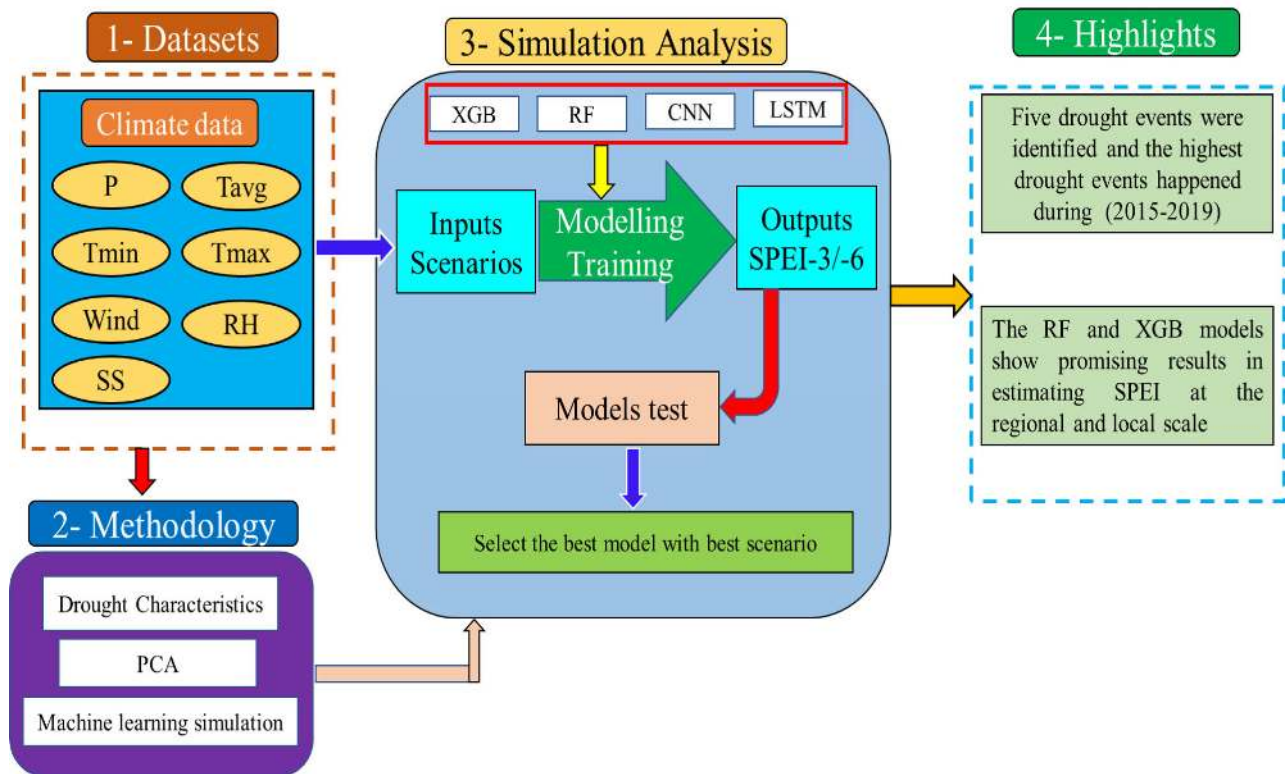 1- Datasets
Climate data
P
Tavg
Tmin
Tmax
Wind
RH
SS
2- Methodology
Drought Characteristics
PCA
Machine learning simulation
3- Simulation Analysis
XGB
RF
CNN
LSTM
Inputs
Scenarios
Modelling
Training
Outputs
SPEI-3/-6
Models test
Select the best model with best scenario
4- Highlights
Five drought events were
identified and the highest
drought events happened
during (2015-2019)
The RF and XGB models
show promising results in
estimating SPEI at the
regional and local scale